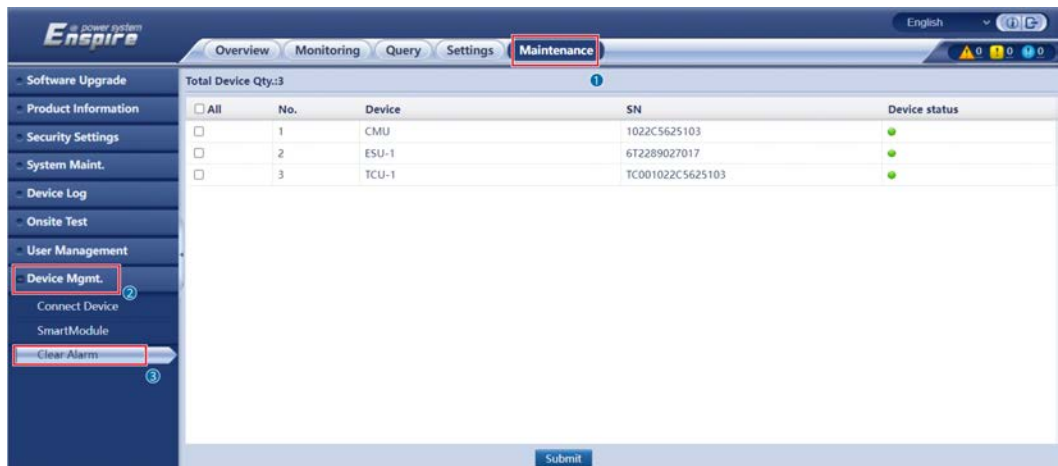 e power system
Enspire
English
Overview Monitoring Query Settings Maintenance
0 0 0
①
Software Upgrade
Product Information
Security Settings
System Maint.
Device Log
Onsite Test
User Management
Device Mgmt.
②
Connect Device
SmartModule
Clear Alarm
③
Total Device Qty.:3
All No. Device SN Device status
1 CMU 1022C5625103
2 ESU-1 6T2289027017
3 TCU-1 TC001022C5625103
Submit